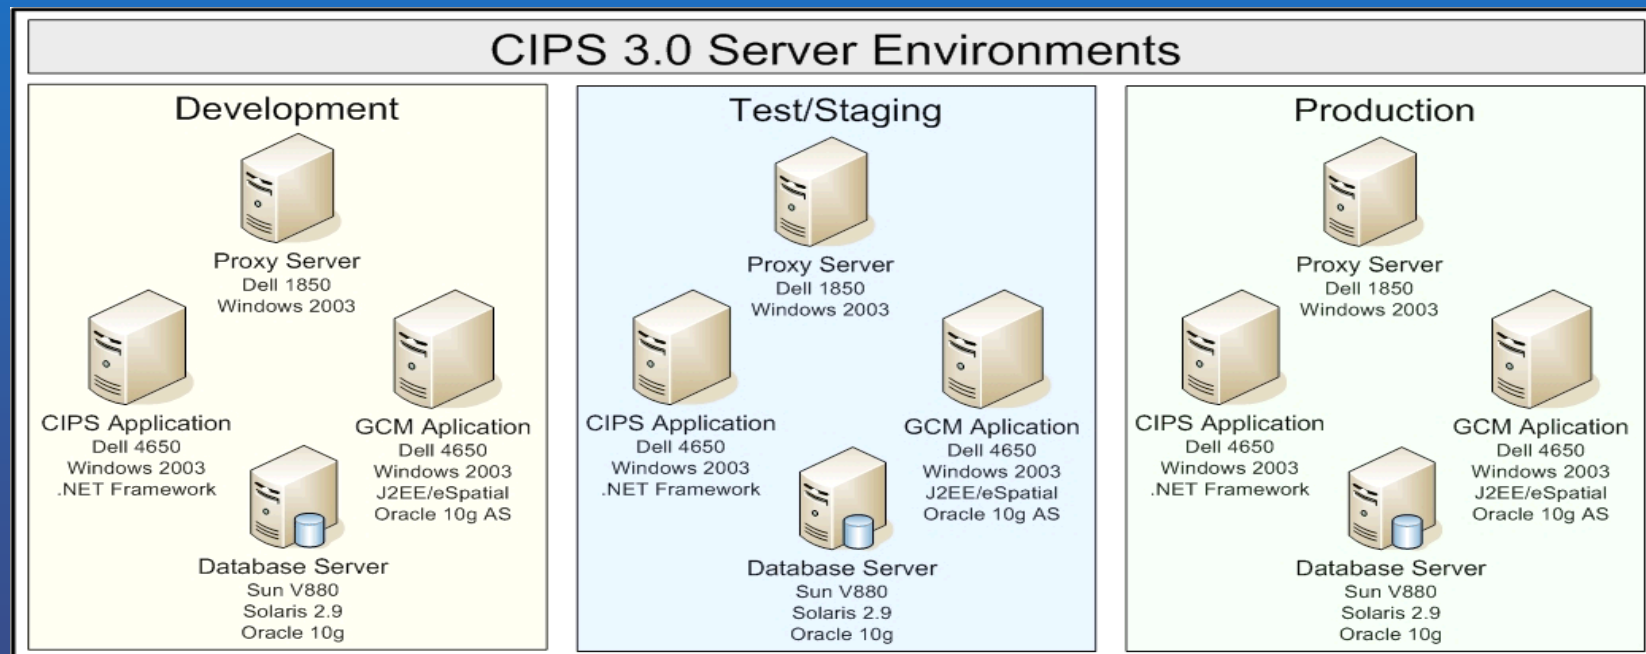 CIPS 3.0 Server Environments
Development
Proxy Server
Dell 1850
Windows 2003
CIPS Application
Dell 4650
Windows 2003
.NET Framework
GCM Aplication
Dell 4650
Windows 2003
J2EE/eSpatial
Oracle 10g AS
Database Server
Sun V880
Solaris 2.9
Oracle 10g
Test/Staging
Proxy Server
Dell 1850
Windows 2003
CIPS Application
Dell 4650
Windows 2003
.NET Framework
GCM Aplication
Dell 4650
Windows 2003
J2EE/eSpatial
Oracle 10g AS
Database Server
Sun V880
Solaris 2.9
Oracle 10g
Production
Proxy Server
Dell 1850
Windows 2003
CIPS Application
Dell 4650
Windows 2003
.NET Framework
GCM Aplication
Dell 4650
Windows 2003
J2EE/eSpatial
Oracle 10g AS
Database Server
Sun V880
Solaris 2.9
Oracle 10g